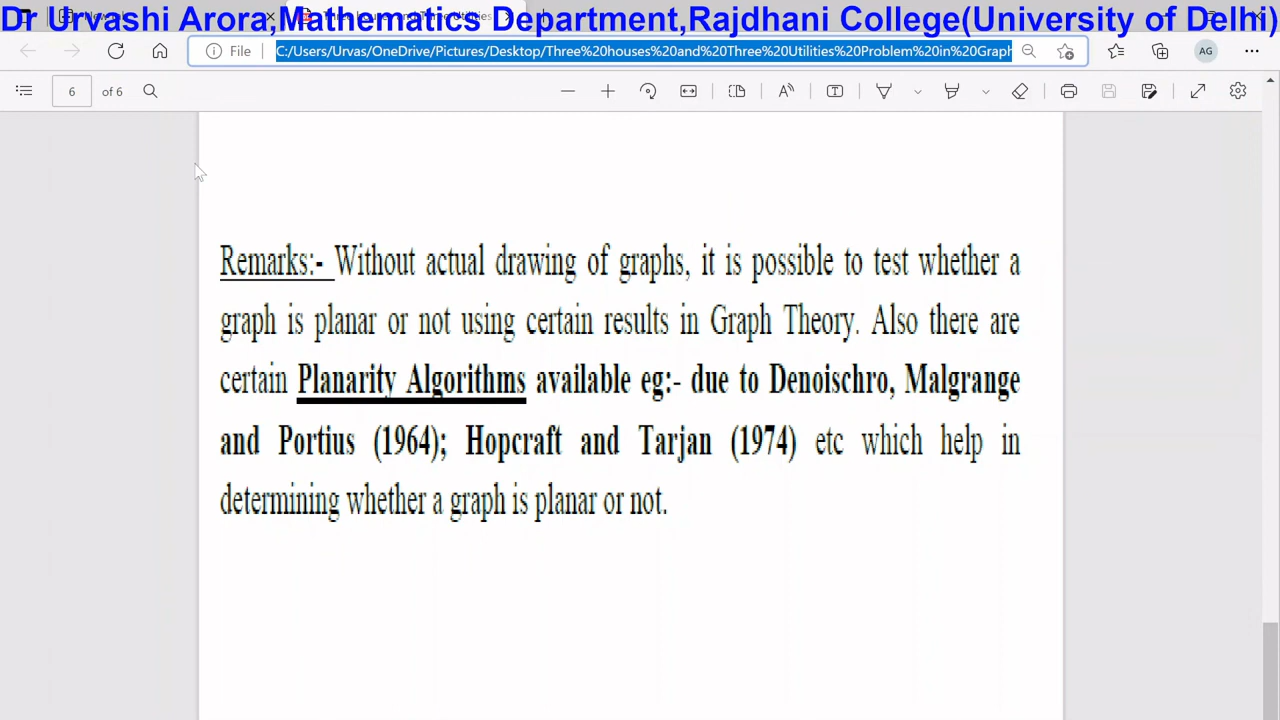 Dr Urvashi Arora,Mathematics Department,Rajdhani College(University of Delhi)
File
C:/Users/Urvas/OneDrive/Pictures/Desktop/Three%20houses%20and%20Three%20Utilities%20Problem%20in%20Graph
AG
6 of 6
Remarks:- Without actual drawing of graphs, it is possible to test whether a
graph is planar or not using certain results in Graph Theory. Also there are
certain Planarity Algorithms available eg:- due to Denoischro, Malgrange
and Portius (1964); Hopcraft and Tarjan (1974) etc which help in
determining whether a graph is planar or not.